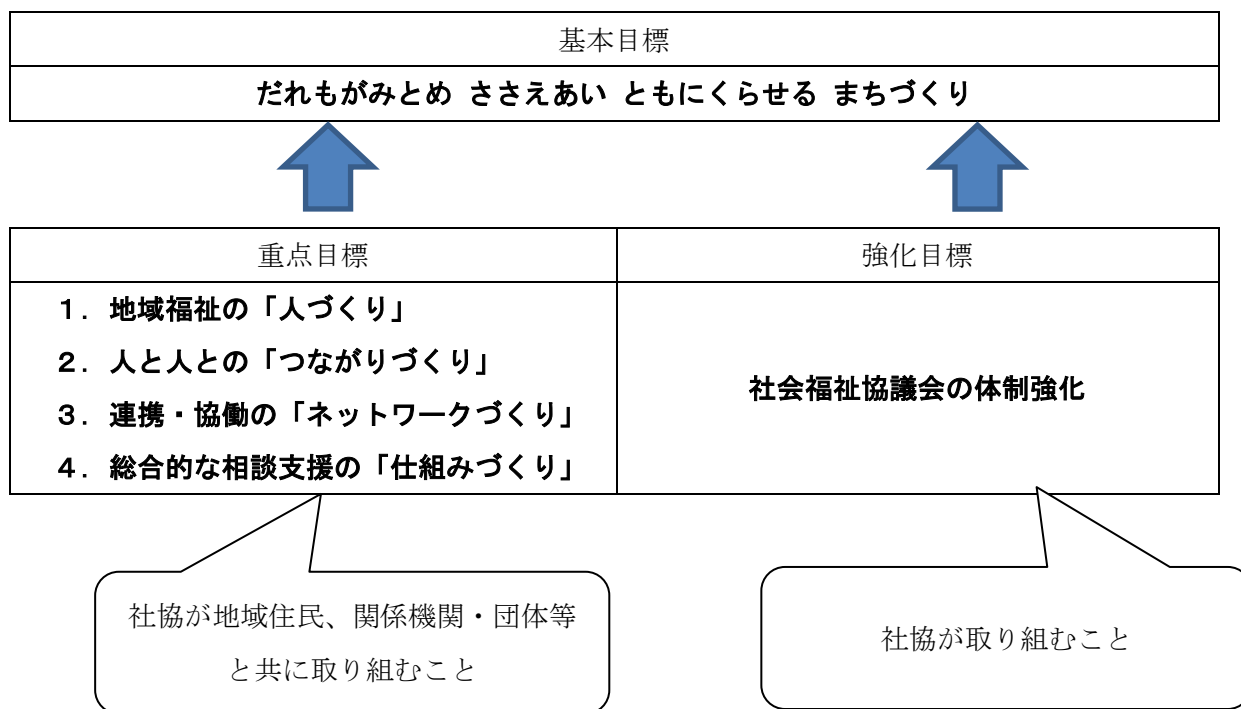 基本目標
だれもがみとめ ささえあい ともにくらせる まちづくり
重点目標
強化目標
１．地域福祉の「人づくり」
２．人と人との「つながりづくり」
３．連携・協働の「ネットワークづくり」
４．総合的な相談支援の「仕組みづくり」
社会福祉協議会の体制強化
社協が地域住民、関係機関・団体等
と共に取り組むこと
社協が取り組むこと